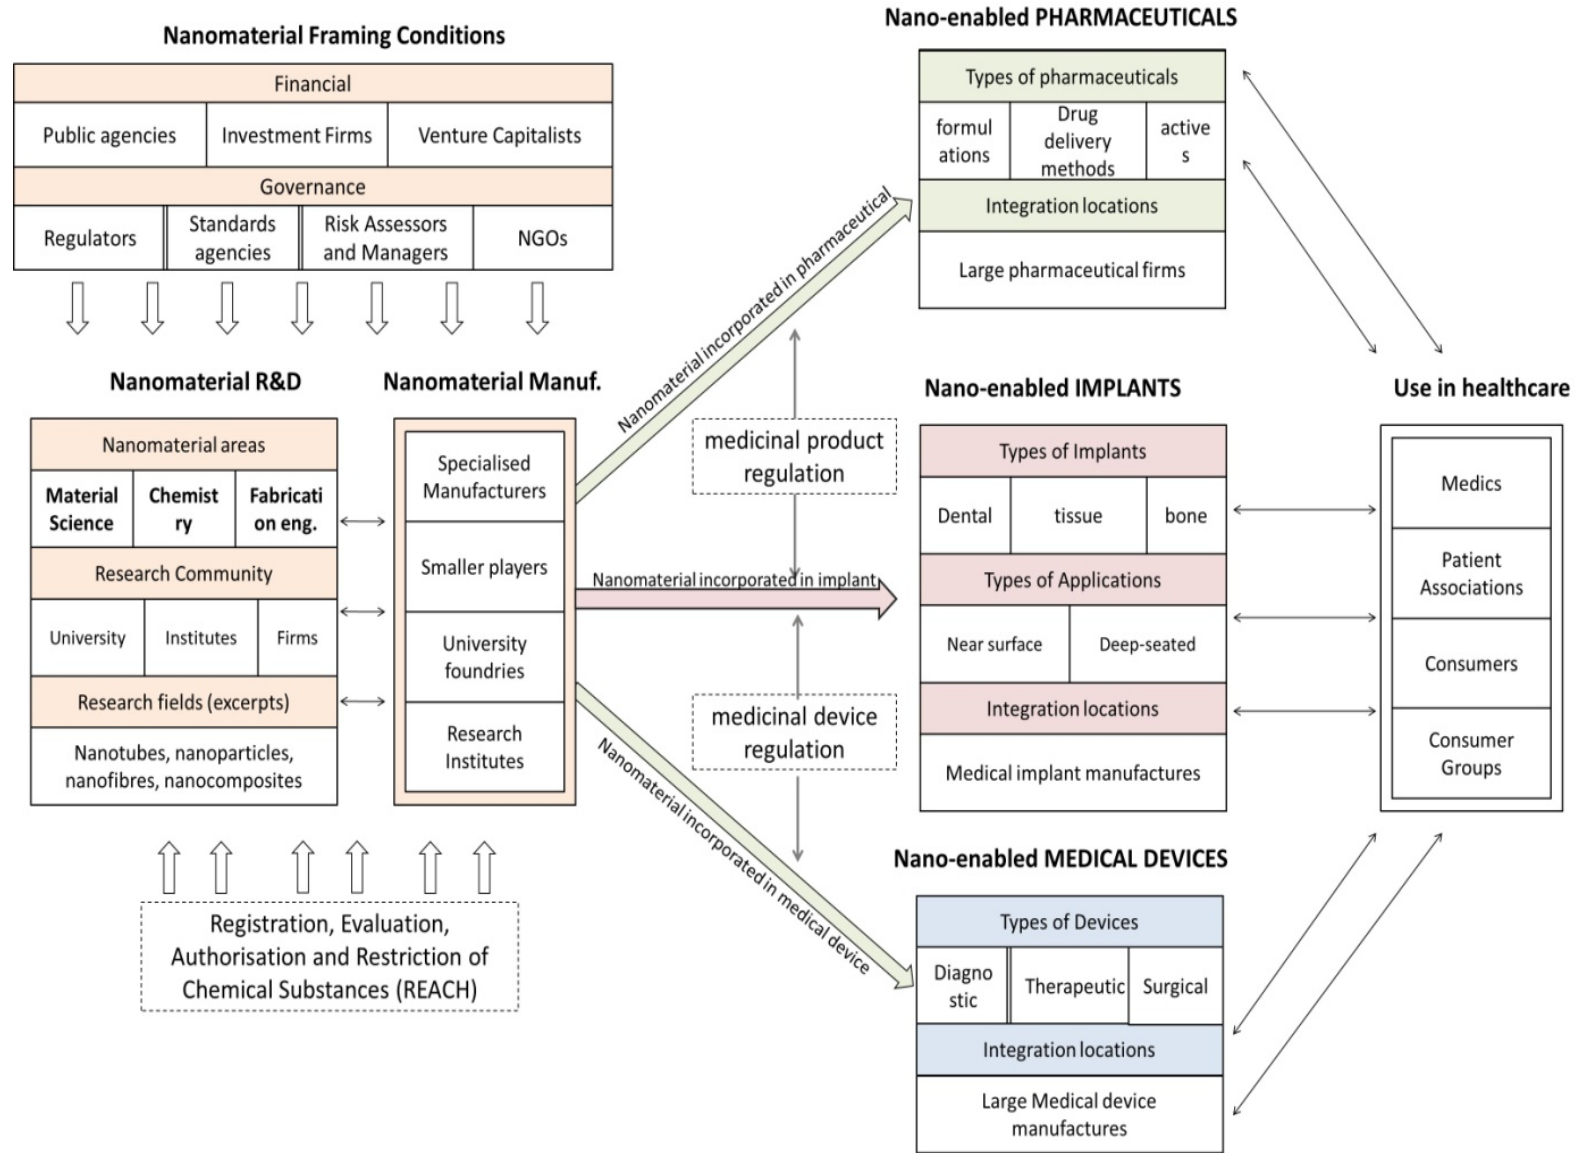 Nanomaterial Framing Conditions
Financial
Public agencies
Investment Firms
Venture Capitalists
Governance
Regulators
Standards
agencies
Risk Assessors
and Managers
NGOs
Nanomaterial R&D
Nanomaterial areas
Material
Science
Chemist
ry
Fabricati
on eng.
Research Community
University
Institutes
Firms
Research fields (excerpts)
Nanotubes, nanoparticles,
nanofibres, nanocomposites
Nanomaterial Manuf.
Specialised
Manufacturers
Smaller players
University
foundries
Research
Institutes
Registration, Evaluation,
Authorisation and Restriction of
Chemical Substances (REACH)
Nanomaterial incorporated in pharmaceutical
medicinal product
regulation
Nanomaterial incorporated in implant
medicinal device
regulation
Nanomaterial incorporated in medical device
Nano-enabled PHARMACEUTICALS
Types of pharmaceuticals
formul
ations
Drug
delivery
methods
active
s
Integration locations
Large pharmaceutical firms
Nano-enabled IMPLANTS
Types of Implants
Dental
tissue
bone
Types of Applications
Near surface
Deep-seated
Integration locations
Medical implant manufactures
Nano-enabled MEDICAL DEVICES
Types of Devices
Diagno
stic
Therapeutic
Surgical
Integration locations
Large Medical device
manufactures
Use in healthcare
Medics
Patient
Associations
Consumers
Consumer
Groups